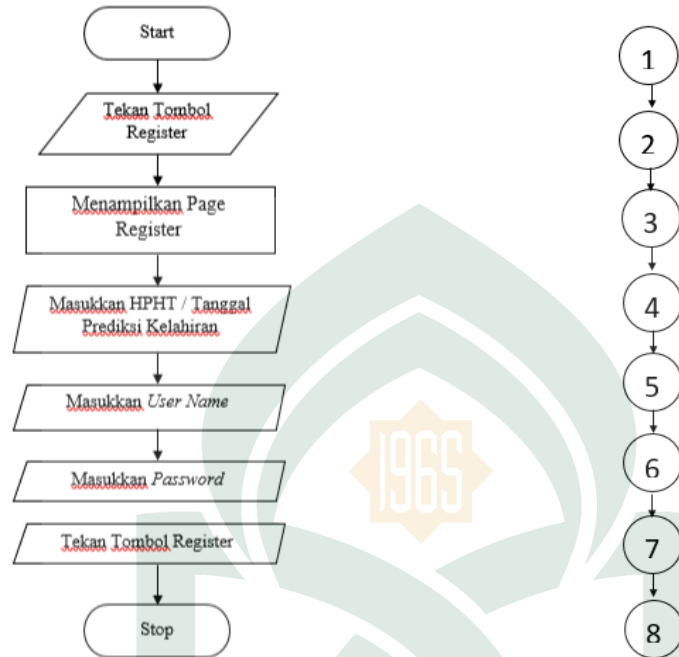 Start
Tekan Tombol
Register
Menampilkan Page
Register
Masukkan HPHT / Tanggal
Prediksi Kelahiran
Masukkan User Name
Masukkan Password
Tekan Tombol Register
Stop
1
2
3
4
5
6
7
8
1965